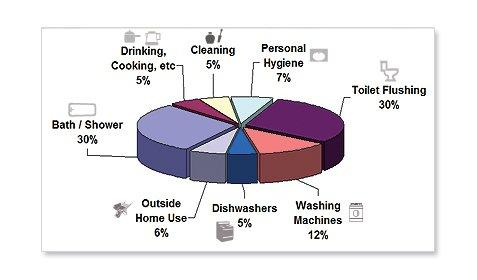 Drinking,
Cooking, etc
5%
Cleaning
5%
Personal
Hygiene
7%
Toilet Flushing
30%
Bath / Shower
30%
Outside
Home Use
6%
Dishwashers
5%
Washing
Machines
12%